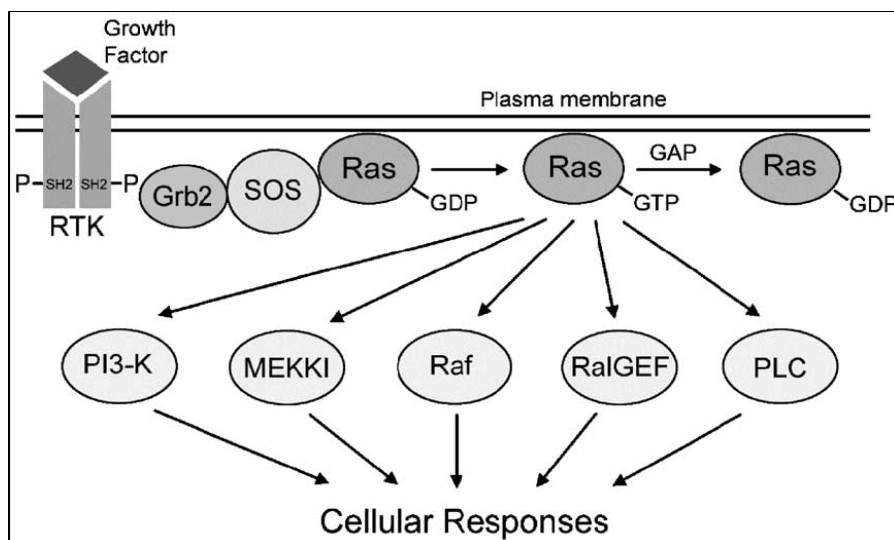 Growth
Factor
Plasma membrane
P
SH2
SH2
P
RTK
Grb2
SOS
Ras
GDP
Ras
GTP
GAP
Ras
GDP
PI3-K
MEKKI
Raf
RalGEF
PLC
Cellular Responses